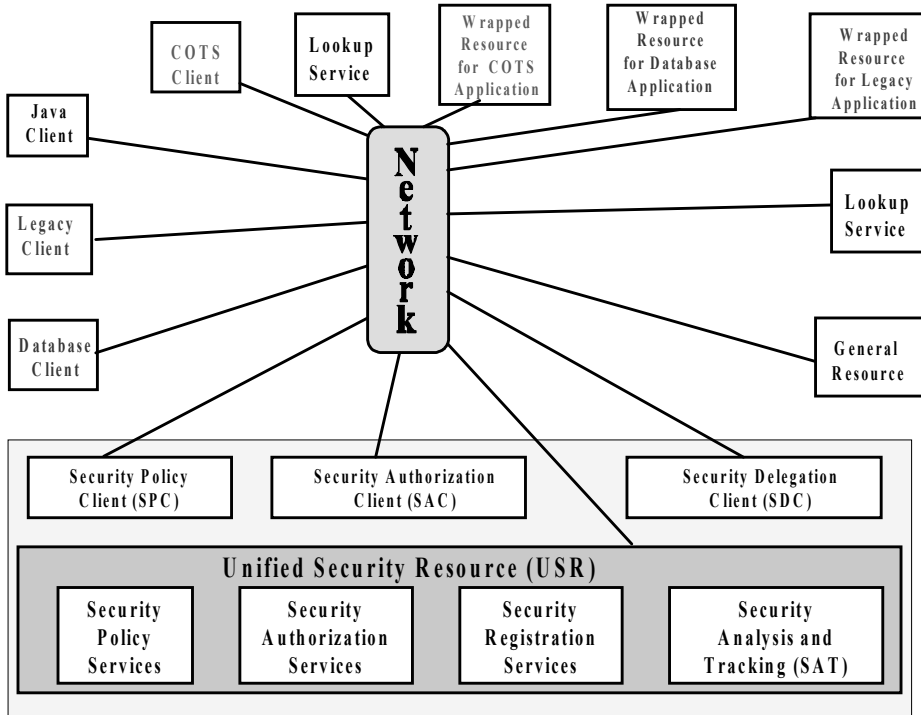 COTS
Client
Lookup
Service
Wrapped
Resource
for COTS
Application
Wrapped
Resource
for Database
Application
Wrapped
Resource
for Legacy
Application
Java
Client
Network
Legacy
Client
Lookup
Service
Database
Client
General
Resource
Security Policy
Client (SPC)
Security Authorization
Client (SAC)
Security Delegation
Client (SDC)
Unified Security Resource (USR)
Security
Policy
Services
Security
Authorization
Services
Security
Registration
Services
Security
Analysis and
Tracking (SAT)